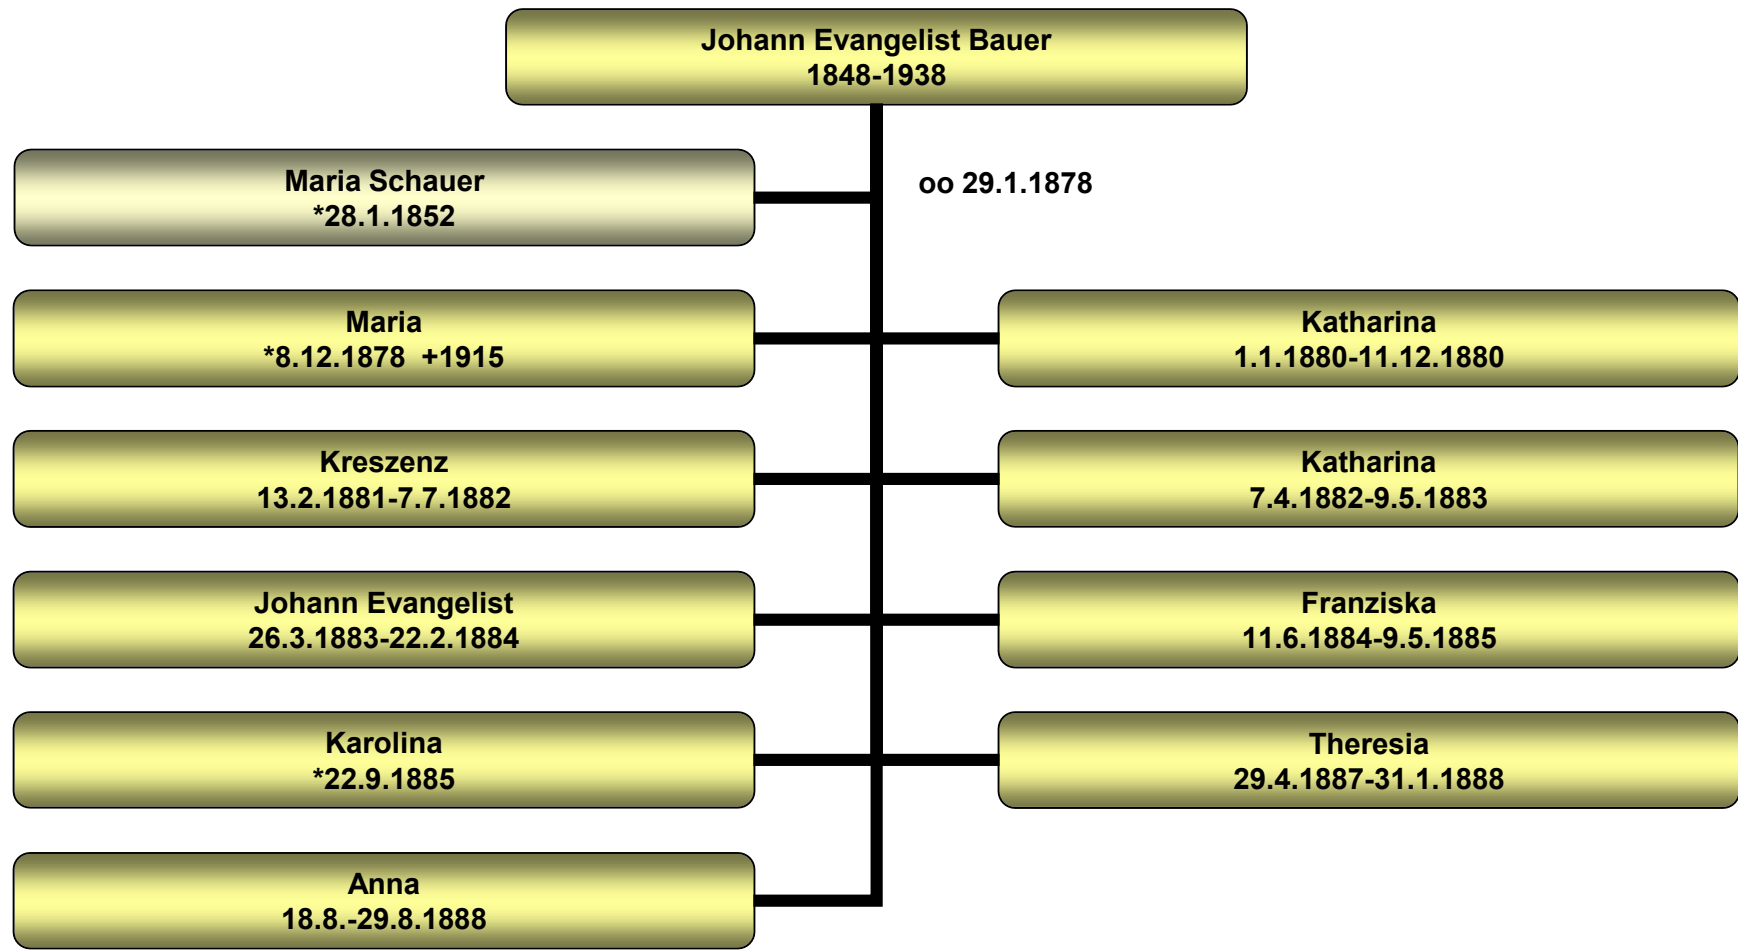 Johann Evangelist Bauer
1848-1938
Maria Schauer
*28.1.1852
oo 29.1.1878
Maria
*8.12.1878  +1915
Katharina
1.1.1880-11.12.1880
Kreszenz
13.2.1881-7.7.1882
Katharina
7.4.1882-9.5.1883
Johann Evangelist
26.3.1883-22.2.1884
Franziska
11.6.1884-9.5.1885
Karolina
*22.9.1885
Theresia
29.4.1887-31.1.1888
Anna
18.8.-29.8.1888